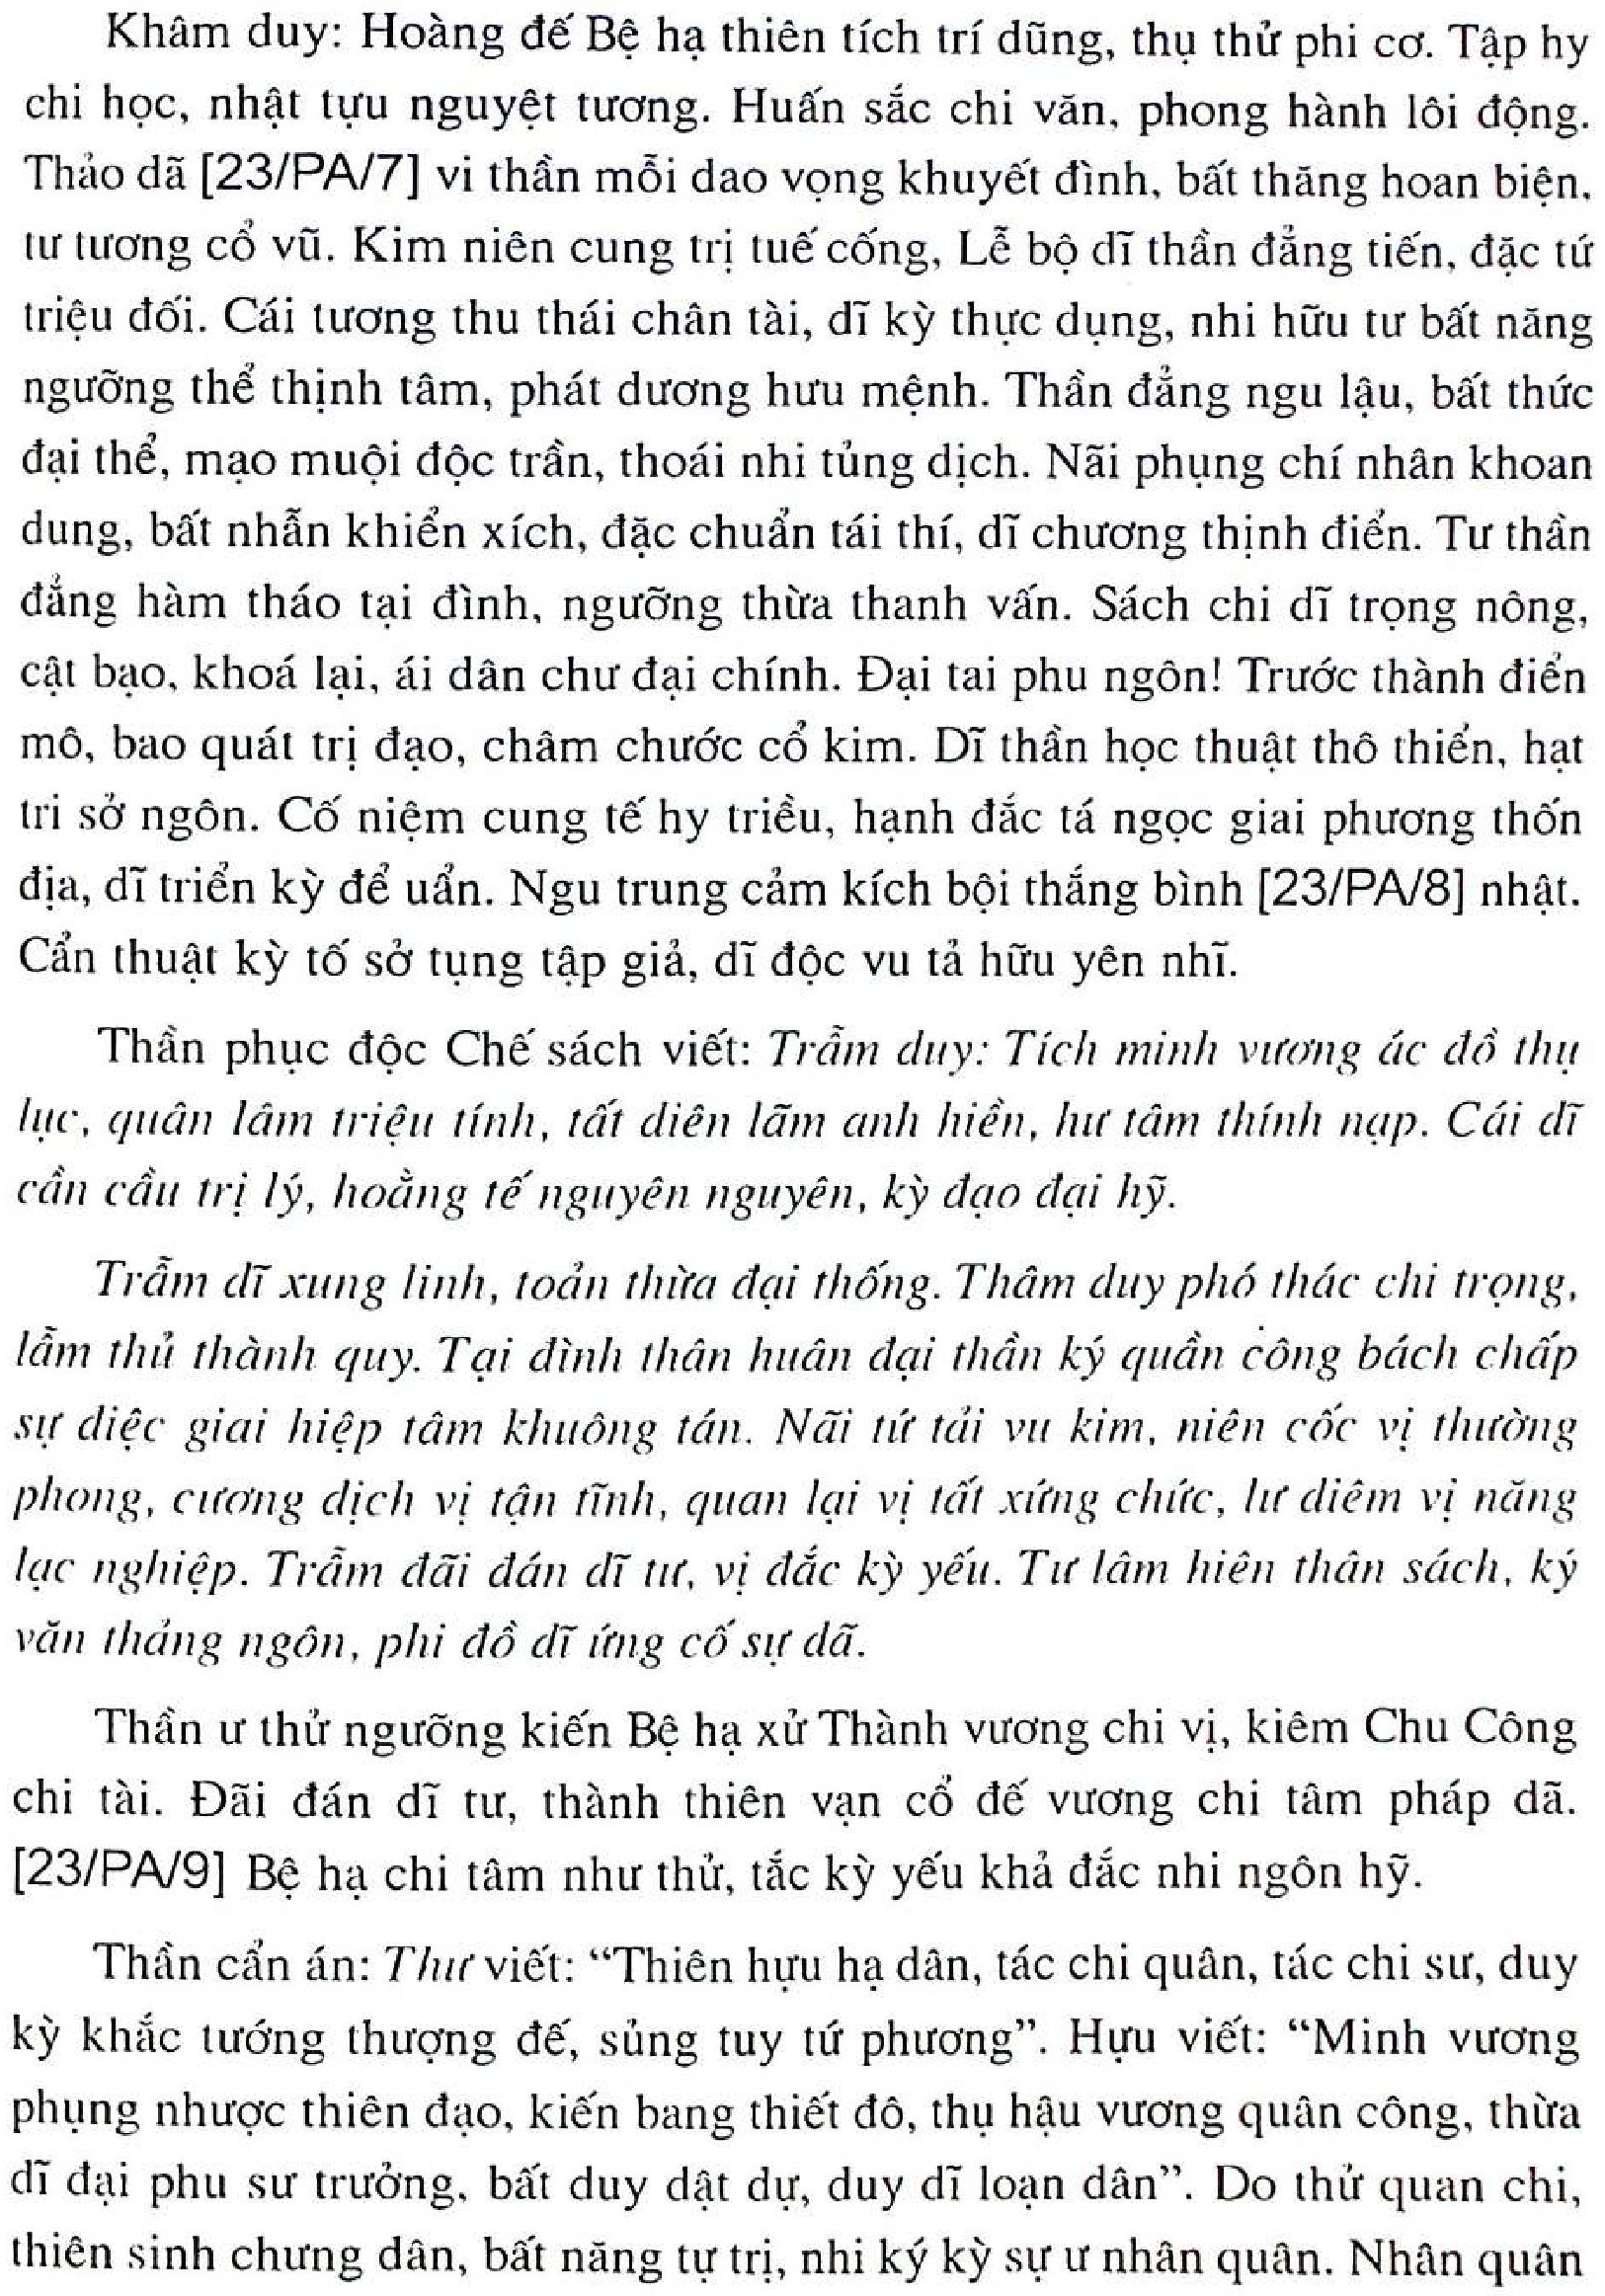 Khâm duy: Hoàng đế Bệ hạ thiên tích trí dũng, thụ thử phi cơ. Tập hy
chi học, nhật tựu nguyệt tương. Huấn sắc chi văn, phong hành lôi động.
Thảo dã [23/PA/7] vi thần mỗi dao vọng khuyết đình, bất thăng hoan biện,
tư tương cổ vũ. Kim niên cung trị tuế cống, Lễ bộ dĩ thần đẳng tiến, đặc tứ
triệu đối. Cái tương thu thái chân tài, dĩ kỳ thực dụng, nhi hữu tư bất năng
ngưỡng thể thịnh tâm, phát dương hưu mệnh. Thần đẳng ngu lậu, bất thức
đại thể, mạo muội độc trần, thoái nhi tủng dịch. Nãi phụng chí nhân khoan
dung, bất nhẫn khiển xích, đặc chuẩn tái thí, dĩ chương thịnh điển. Tư thần
đẳng hàm tháo tại đình, ngưỡng thừa thanh vấn. Sách chi dĩ trọng nông,
cật bạo, khoá lại, ái dân chư đại chính. Đại tai phu ngôn! Trước thành điển
mô, bao quát trị đạo, châm chước cổ kim. Dĩ thần học thuật thô thiển, hạt
tri sở ngôn. Cố niệm cung tế hy triều, hạnh đắc tá ngọc giai phương thốn
địa, dĩ triển kỳ để uẩn. Ngu trung cảm kích bội thắng bình [23/PA/8] nhật.
Cẩn thuật kỳ tố sở tụng tập giả, dĩ độc vu tả hữu yên nhĩ.
Thần phục độc Chế sách viết: Trẫm duy: Tích minh vương ác đồ thụ
lục, quân lâm triệu tính, tất diên lãm anh hiền, hư tâm thính nạp. Cái dĩ
cần cầu trị lý, hoằng tế nguyên nguyên, kỳ đạo đại hỹ.
Trẫm dĩ xung linh, toản thừa đại thống. Thâm duy phó thác chi trọng,
lẫm thủ thành quy. Tại đình thân huân đại thần ký quần công bách chấp
sự diệc giai hiệp tâm khuông tán. Nãi tứ tải vu kim, niên cốc vị thường
phong, cương dịch vị tận tĩnh, quan lại vị tất xứng chức, lư diêm vị năng
lạc nghiệp. Trẫm đãi đán dĩ tư, vị đắc kỳ yếu. Tư lâm hiên thân sách, ký
văn thảng ngôn, phi đồ dĩ ứng cố sự dã.
Thần ư thử ngưỡng kiến Bệ hạ xử Thành vương chi vị, kiêm Chu Công
chi tài. Đãi đán dĩ tư, thành thiên vạn cổ đế vương chi tâm pháp dã.
[23/PA/9] Bệ hạ chi tâm như thử, tắc kỳ yếu khả đắc nhi ngôn hỹ.
Thần cẩn án: Thư viết: “Thiên hựu hạ dân, tác chi quân, tác chi sư, duy
kỳ khắc tướng thượng đế, sủng tuy tứ phương”. Hựu viết: “Minh vương
phụng nhược thiên đạo, kiến bang thiết đô, thụ hậu vương quân công, thừa
dĩ đại phu sư trưởng, bất duy dật dự, duy dĩ loạn dân”. Do thử quan chi,
thiên sinh chưng dân, bất năng tự trị, nhi ký kỳ sự ư nhân quân. Nhân quân